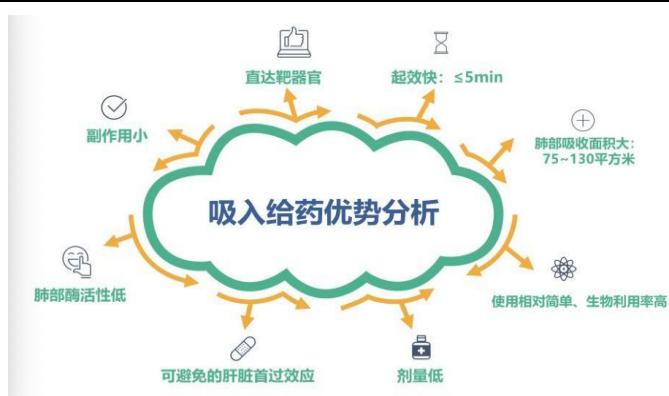 直达靶器官
起效快：≤5min
副作用小
肺部吸收面积大：
75~130平方米
吸入给药优势分析
肺部酶活性低
使用相对简单、生物利用率高
可避免的肝脏首过效应
剂量低